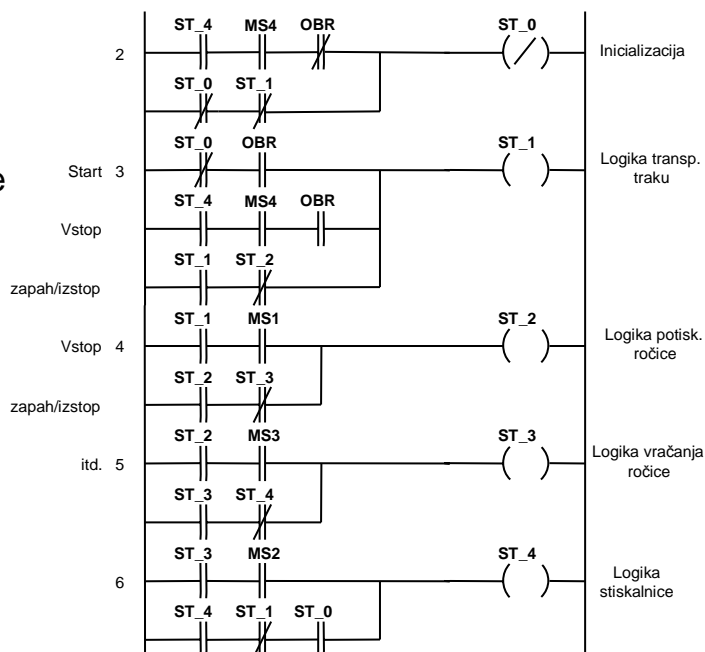 ST_4 MS4 OBR ST_0
2 Inicializacija
ST_0 ST_1
ST_0 OBR ST_1
e Start 3 Logika transp.
traku
ST_4 MS4 OBR
Vstop
ST_1 ST_2
zapah/izstop
ST_1 MS1 ST_2
Vstop 4 Logika potisk.
ročice
ST_2 ST_3
zapah/izstop
ST_2 MS3 ST_3
itd. 5 Logika vračanja
ročice
ST_3 ST_4
ST_3 MS2 ST_4
6 Logika
stiskalnice
ST_4 ST_1 ST_0